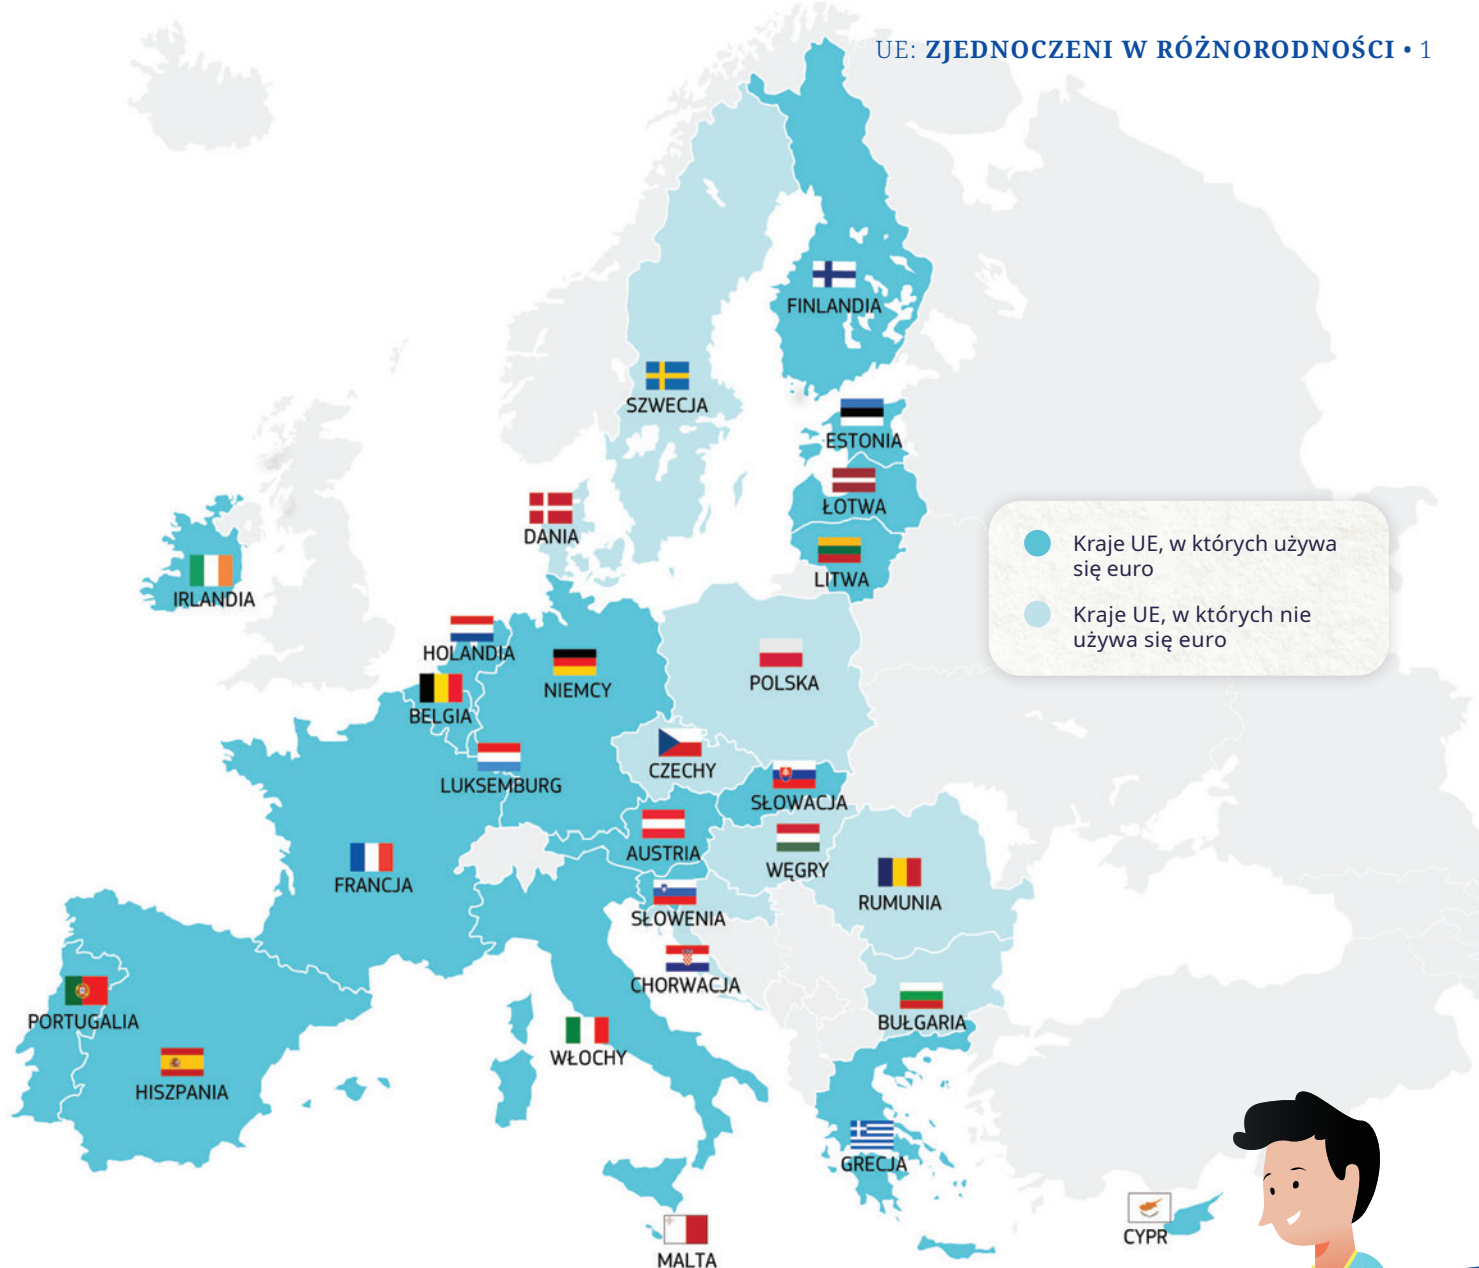 UE: ZJEDNOCZENI W RÓŻNORODNOŚCI • 1
FINLANDIA
SZWECJA
ESTONIA
ŁOTWA
DANIA
Kraje UE, w których używa
się euro
LITWA
IRLANDIA
Kraje UE, w których nie
używa się euro
HOLANDIA
POLSKA
NIEMCY
BELGIA
CZECHY
LUKSEMBURG
SŁOWACJA
AUSTRIA
WĘGRY
FRANCJA
RUMUNIA
SŁOWENIA
CHORWACJA
PORTUGALIA
BUŁGARIA
WŁOCHY
HISZPANIA
GRECJA
CYPR
MALTA